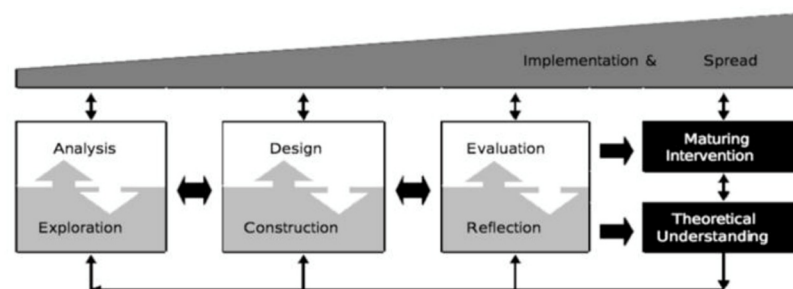 Implementation & Spread
Analysis
Exploration
Design
Construction
Evaluation
Reflection
Maturing
Intervention
Theoretical
Understanding